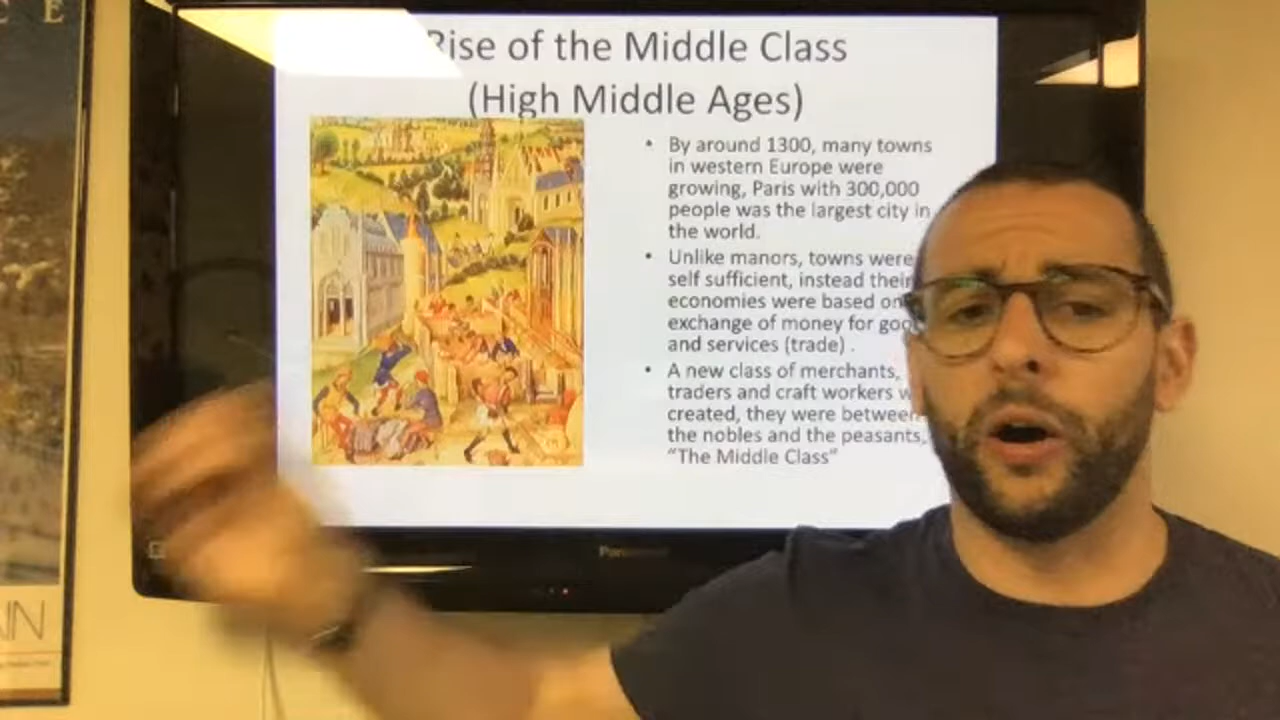 C E
Rise of the Middle Class
(High Middle Ages)
• By around 1300, many towns
in western Europe were
growing, Paris with 300,000
people was the largest city in
the world.
• Unlike manors, towns were
self sufficient, instead their
economies were based on
exchange of money for goo
and services (trade) .
• A new class of merchants,
traders and craft workers w
created, they were between
the nobles and the peasants,
“The Middle Class”
Panasonic